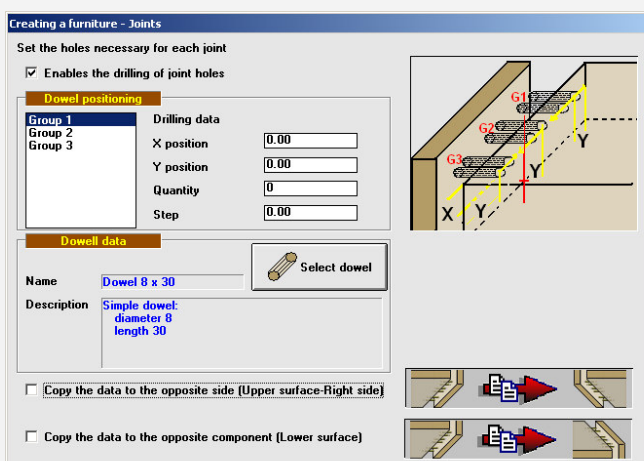 Creating a furniture - Joints
Set the holes necessary for each joint
Enables the drilling of joint holes
Dowel positioning
Group 1
Group 2
Group 3
Drilling data
X position
0.00
Y position
0.00
Quantity
0
Step
0.00
Dowell data
Name
Dowel 8 x 30
Select dowel
Description
Simple dowel:
diameter 8
length 30
Copy the data to the opposite side (Upper surface-Right side)
Copy the data to the opposite component (Lower surface)
G1
G2
G3
Y
Y
X
Y